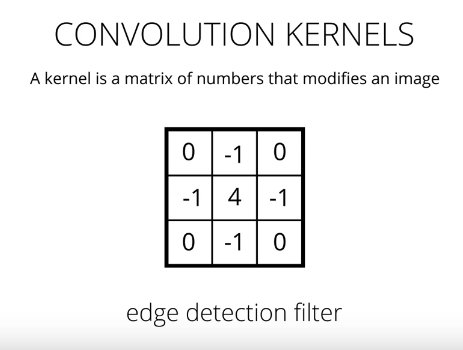 CONVOLUTION KERNELS
A kernel is a matrix of numbers that modifies an image
0 -1 0
-1 4 -1
0 -1 0
edge detection filter